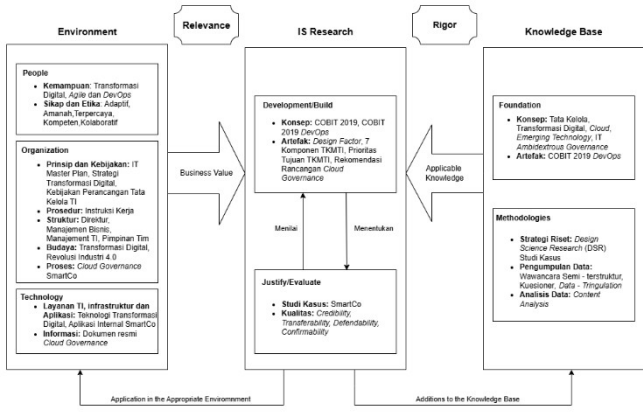 Environment
Relevance
IS Research
Rigor
Knowledge Base
People
• Kemampuan: Transformasi
Digital, Agile dan DevOps
• Sikap dan Etika: Adaptif,
Amanah,Terpercaya,
Kompeten,Kolaboratif
Organization
• Prinsip dan Kebijakan: IT
Master Plan, Strategi
Transformasi Digital,
Kebijakan Perancangan Tata
Kelola TI
• Prosedur: Instruksi Kerja
• Struktur: Direktur,
Manajemen Bisnis,
Manajement TI, Pimpinan Tim
• Budaya: Transformasi Digital,
Revolusi Industri 4.0
• Proses: Cloud Governance
SmartCo
Technology
• Layanan TI, infrastruktur dan
Aplikasi: Teknologi Transformasi
Digital, Aplikasi Internal SmartCo
• Informasi: Dokumen resmi
Cloud Governance
Business Value
Development/Build
• Konsep: COBIT 2019, COBIT
2019 DevOps
• Artefak: Design Factor, 7
Komponen TKMTI, Prioritas
Tujuan TKMTI, Rekomendasi
Rancangan Cloud
Governance
Menilai
Menentukan
Justify/Evaluate
• Studi Kasus: SmartCo
• Kualitas: Credibility,
Transferability, Defendability,
Confirmability
Applicable
Knowledge
Foundation
• Konsep: Tata Kelola,
Transformasi Digital, Cloud,
Emerging Technology, IT
Ambidextrous Governance
• Artefak: COBIT 2019 DevOps
Methodologies
• Strategi Riset: Design
Science Research (DSR)
Studi Kasus
• Pengumpulan Data:
Wawancara Semi - terstruktur,
Kuesioner, Data - Tringulation
• Analisis Data: Content
Analysis
Application in the Appropriate Enviromnment
Additions to the Knowledge Base